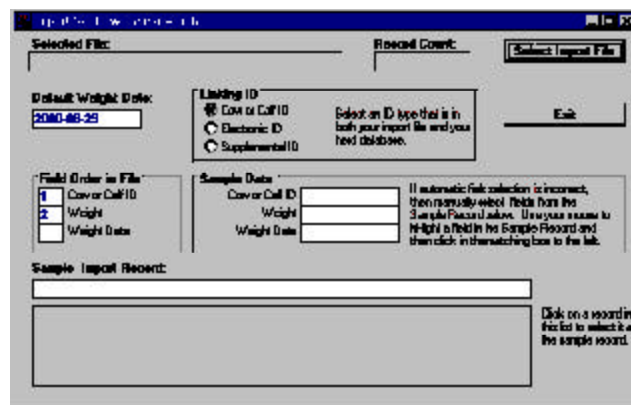 Selected File:
Record Count:
Select Import File
Default Weight Date:
Linking ID
Cow or Calf ID
Electronic ID
Supplemental ID
Select an ID type that is in
both your import file and your
herd database.
Exit
Field Order in File
1 Cow or Calf ID
2 Weight
Weight Date
Sample Data
Cow or Calf ID
Weight
Weight Date
If automatic field selection is incorrect,
then manually select fields from the
Sample Record below. Use your mouse to
hi-light a field in the Sample Record and
then click in the matching box to the left.
Sample Import Record:
Click on a record in
this list to select it a
the sample record.